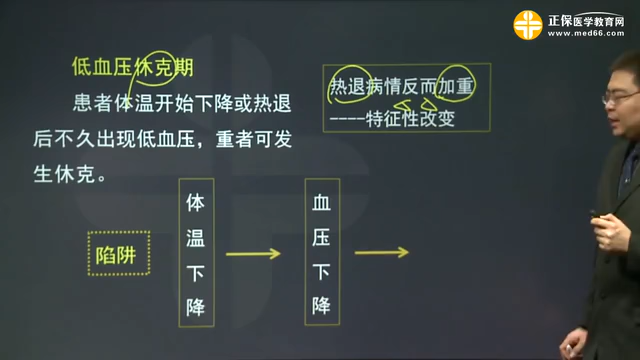 正保医学教育网
www.med66.com
低血压休克期
患者体温开始下降或热退
后不久出现低血压，重者可发
生休克。
热退病情反而加重
----特征性改变
陷阱
体温下降
血压下降